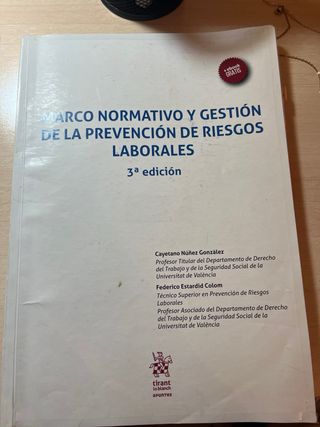 + ebook
GRATIS
MARCO NORMATIVO Y GESTIÓN
DE LA PREVENCIÓN DE RIESGOS
LABORALES
3ª edición
Cayetano Núñez González
Profesor Titular del Departamento de Derecho
del Trabajo y de la Seguridad Social de la
Universitat de València
Federico Estardid Colom
Técnico Superior en Prevención de Riesgos
Laborales
Profesor Asociado del Departamento de Derecho
del Trabajo y de la Seguridad Social de la
Universitat de València
tirant
lo blanch
apuntes